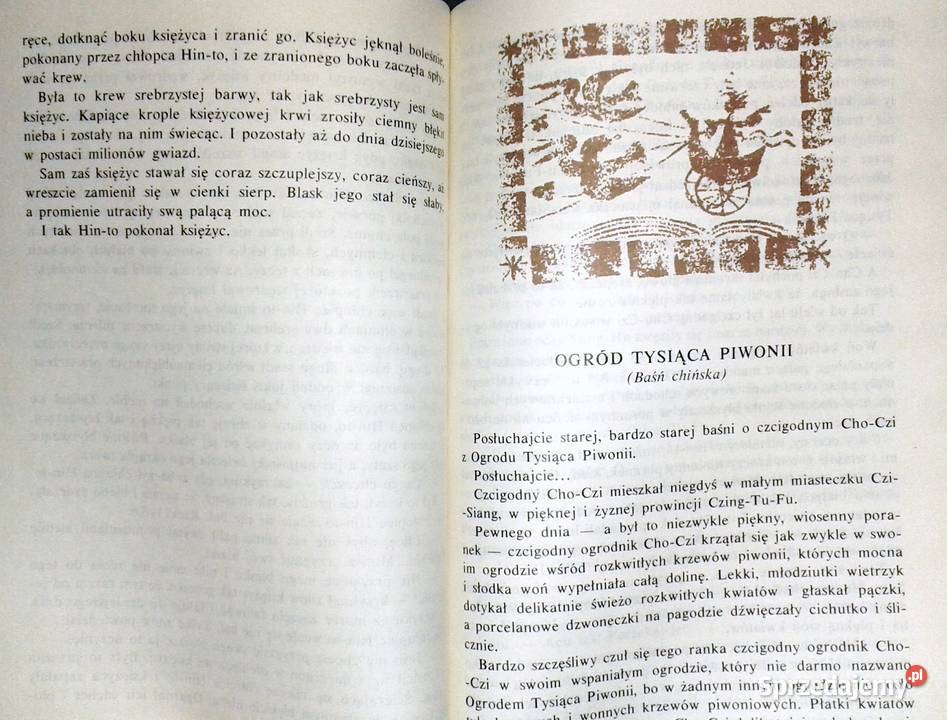 ręce, dotknąć boku księżyca i zranić go. Księżyc jęknął boleśnie,
pokonany przez chłopca Hin-to, i ze zranionego boku zaczęła spły-
wać krew.
Była to krew srebrzystej barwy, tak jak srebrzysty jest sam
księżyc. Kapiące krople księżycowej krwi zrosiły ciemny błękit
nieba i zostały na nim świecąc. I pozostały aż do dnia dzisiejszego
w postaci milionów gwiazd.
Sam zaś księżyc stawał się coraz szczuplejszy, coraz cieńszy, aż
wreszcie zamienił się w cienki sierp. Blask jego stał się słaby,
a promienie utraciły swą palącą moc.
I tak Hin-to pokonał księżyc.
OGRÓD TYSIĄCA PIWONII
(Baśń chińska)
Posłuchajcie starej, bardzo starej baśni o czcigodnym Cho-Czi
z Ogrodu Tysiąca Piwonii.
Posłuchajcie...
Czcigodny Cho-Czi mieszkał niegdyś w małym miasteczku Czi-
-Siang, w pięknej i żyznej prowincji Czing-Tu-Fu.
Pewnego dnia — a był to niezwykle piękny, wiosenny pora-
nek — czcigodny ogrodnik Cho-Czi krzątał się jak zwykle w swo-
im ogrodzie wśród rozkwitłych krzewów piwonii, których mocna
i słodka woń wypełniała całą dolinę. Lekki, młodziutki wietrzyk
dotykał delikatnie świeżo rozkwitłych kwiatów i głaskał pączki,
a porcelanowe dzwoneczki na pagodzie dźwięczały cichutko i śli-
cznie.
Bardzo szczęśliwy czuł się tego ranka czcigodny ogrodnik Cho-
-Czi w swoim wspaniałym ogrodzie, który nie darmo nazwano
Ogrodem Tysiąca Piwonii, bo w żadnym inn
i wonnych krzewów piwoniowych. Płatki kwiatów
Sprzedajemy.pl